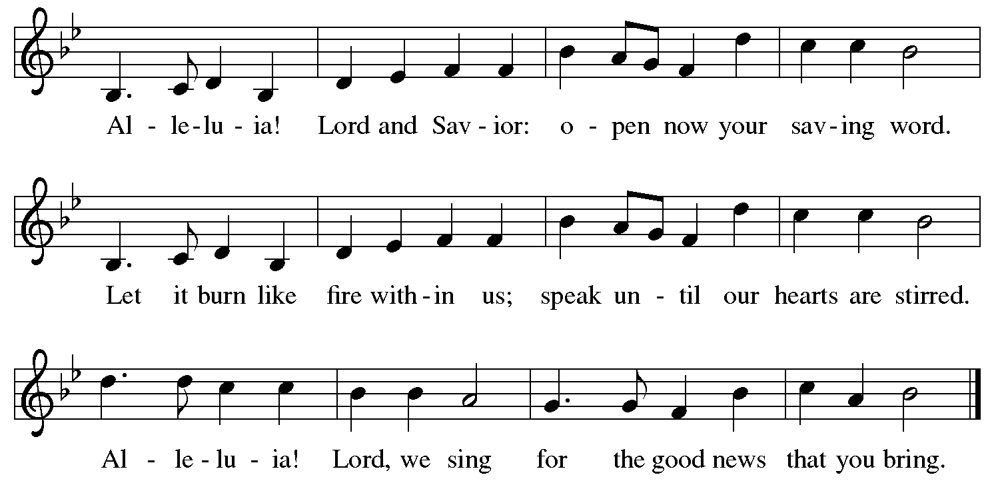 Al - le - lu - ia! Lord and Sav - ior: o - pen now your sav - ing word.
Let it burn like fire with - in us; speak un - til our hearts are stirred.
Al - le - lu - ia! Lord, we sing for the good news that you bring.